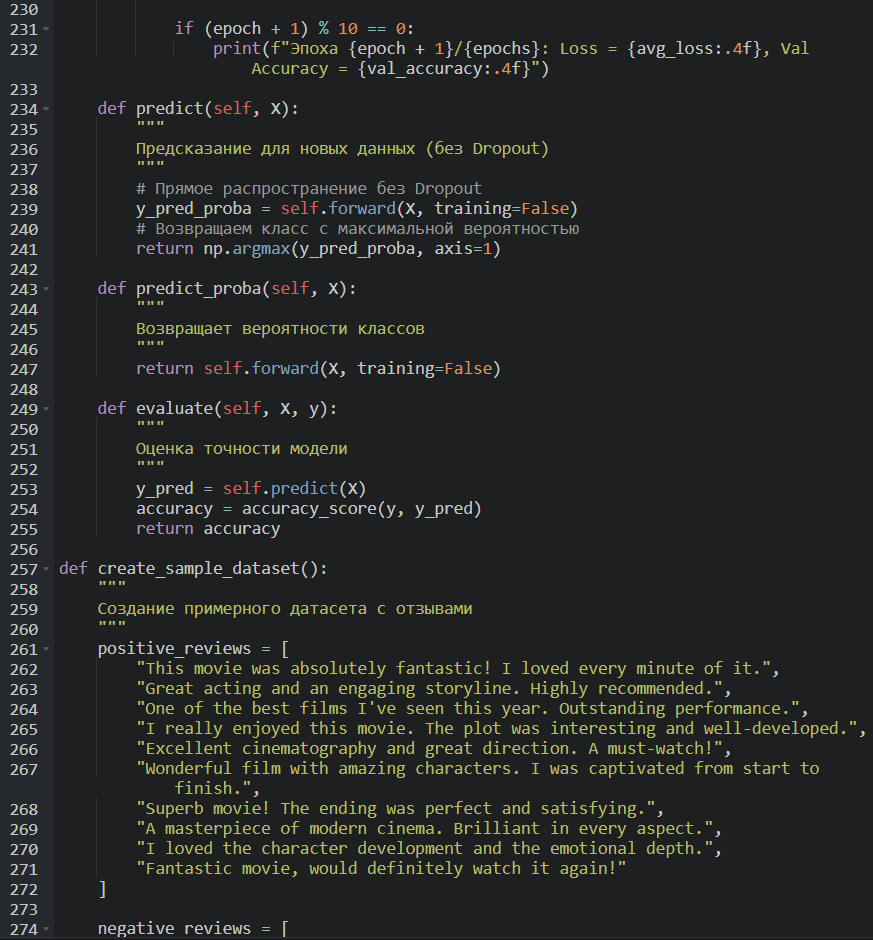 230
231 if (epoch + 1) % 10 == 0:
232 print(f"Эпоха {epoch + 1}/{epochs}: Loss = {avg_loss:.4f}, Val
Accuracy = {val_accuracy:.4f}")
233
234 def predict(self, X):
235 """
236 Предсказание для новых данных (без Dropout)
237 """
238 # Прямое распространение без Dropout
239 y_pred_proba = self.forward(X, training=False)
240 # Возвращаем класс с максимальной вероятностью
241 return np.argmax(y_pred_proba, axis=1)
242
243 def predict_proba(self, X):
244 """
245 Возвращает вероятности классов
246 """
247 return self.forward(X, training=False)
248
249 def evaluate(self, X, y):
250 """
251 Оценка точности модели
252 """
253 y_pred = self.predict(X)
254 accuracy = accuracy_score(y, y_pred)
255 return accuracy
256
257 def create_sample_dataset():
258 """
259 Создание примерного датасета с отзывами
260 """
261 positive_reviews = [
262 "This movie was absolutely fantastic! I loved every minute of it.",
263 "Great acting and an engaging storyline. Highly recommended.",
264 "One of the best films I've seen this year. Outstanding performance.",
265 "I really enjoyed this movie. The plot was interesting and well-developed.",
266 "Excellent cinematography and great direction. A must-watch!",
267 "Wonderful film with amazing characters. I was captivated from start to
finish.",
268 "Superb movie! The ending was perfect and satisfying.",
269 "A masterpiece of modern cinema. Brilliant in every aspect.",
270 "I loved the character development and the emotional depth.",
271 "Fantastic movie, would definitely watch it again!"
272 ]
273
274 negative_reviews = [